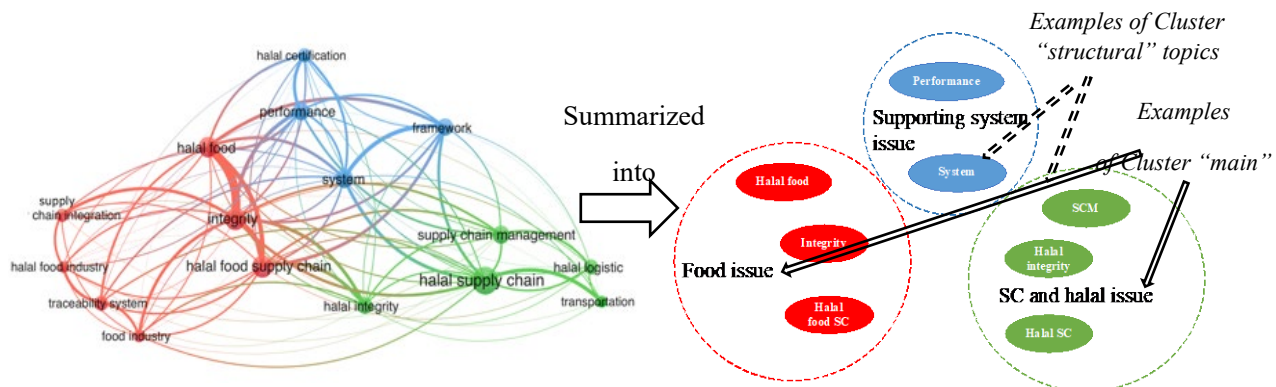 halal certification
performance
framework
halal food
system
supply
chain integration
integrity
supply chain management
halal food industry
halal food supply chain
halal supply chain
halal logistic
traceability system
halal integrity
transportation
food industry
Summarized
into
Examples of Cluster
“structural” topics
Examples
of Cluster “main”
Performance
Supporting system
issue
System
Halal food
Integrity
Food issue
Halal
food SC
SCM
Halal
integrity
SC and halal issue
Halal SC